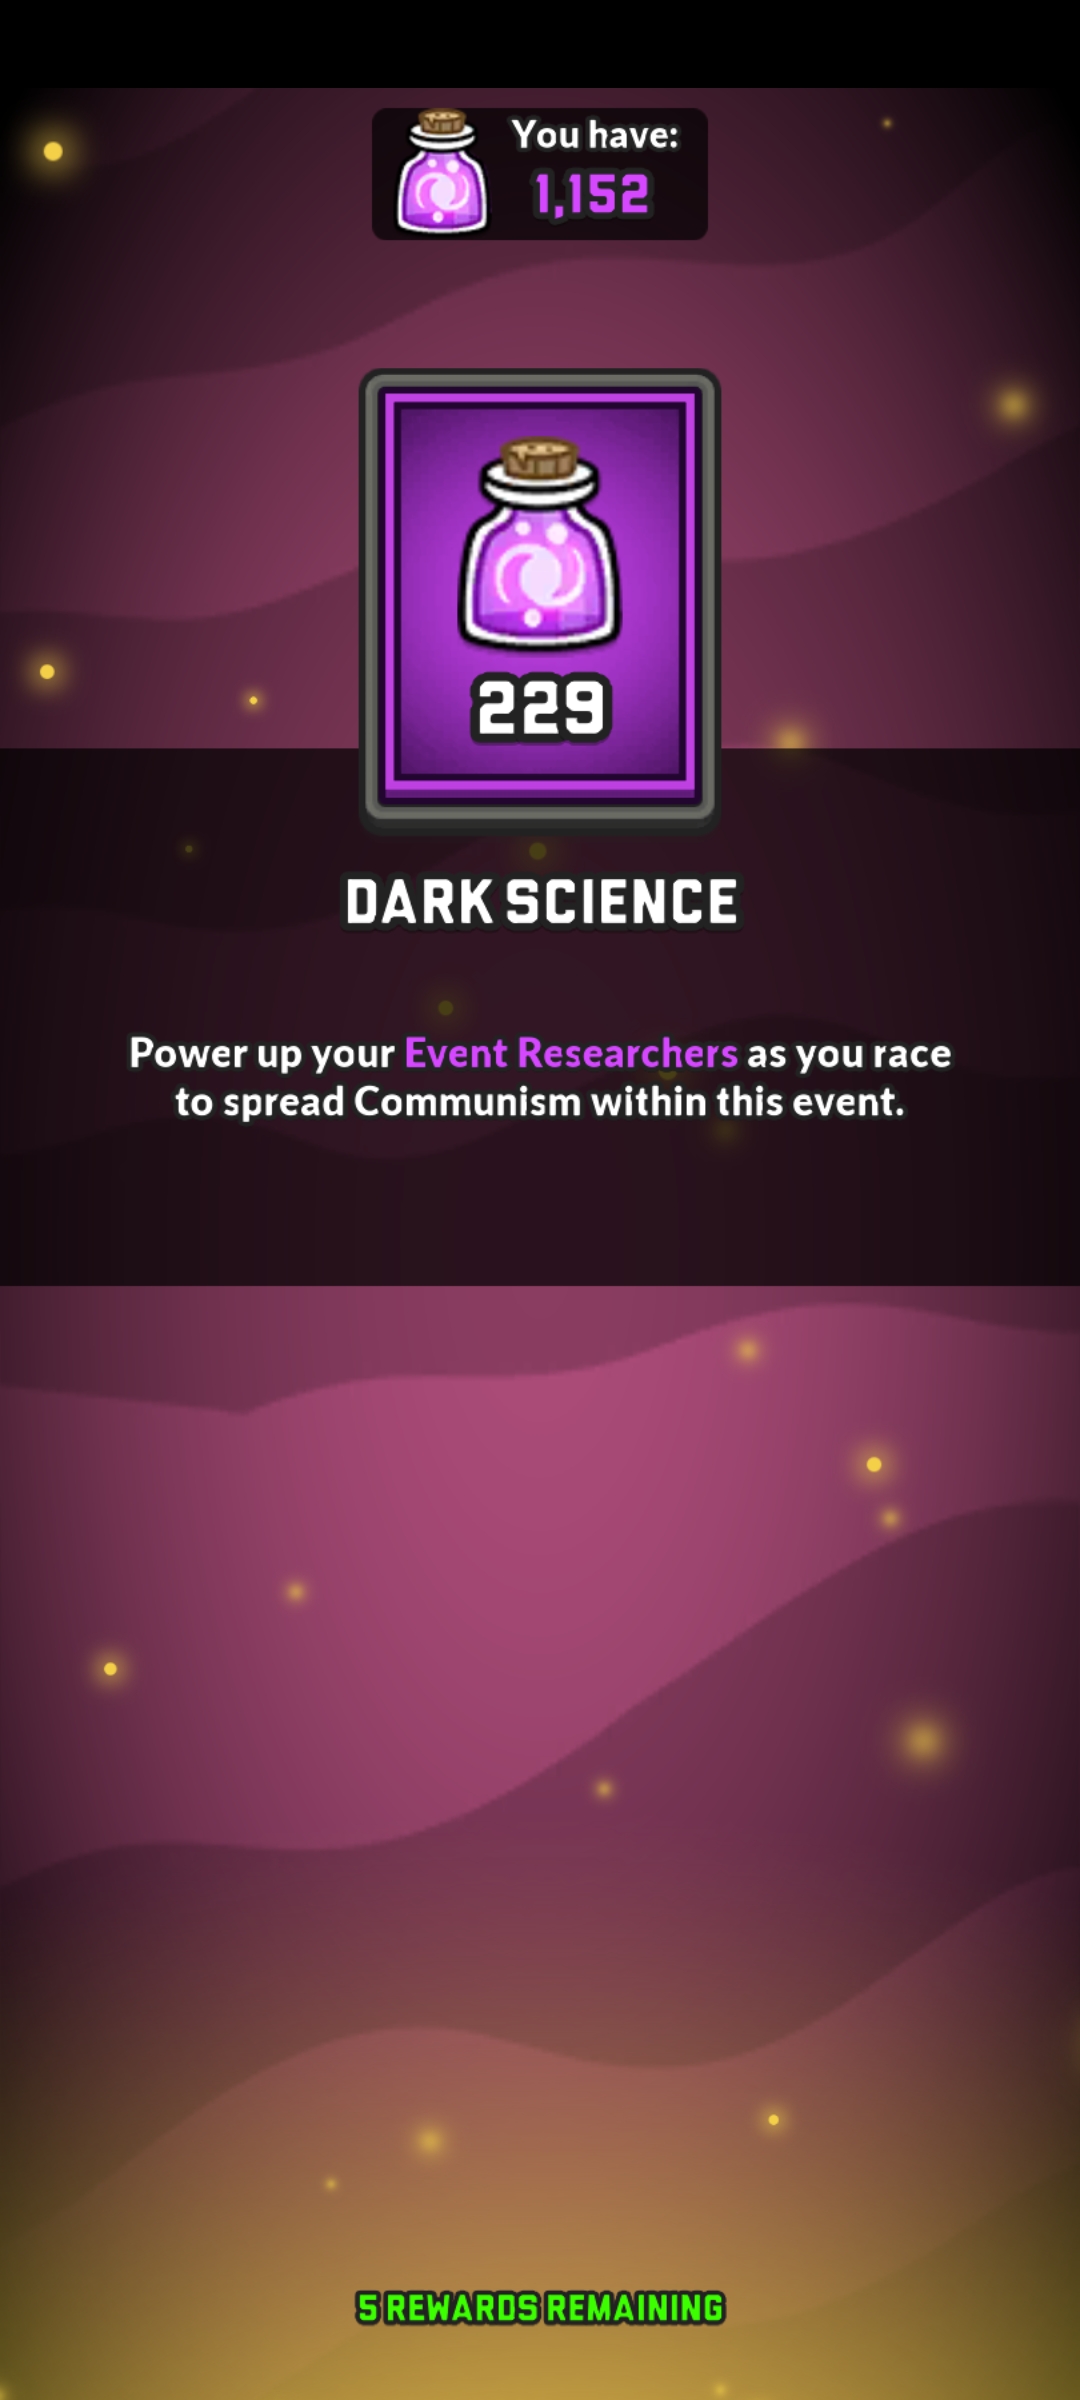 You have:
1,152
229
DARK SCIENCE
Power up your Event Researchers as you race
to spread Communism within this event.
5 REWARDS REMAINING